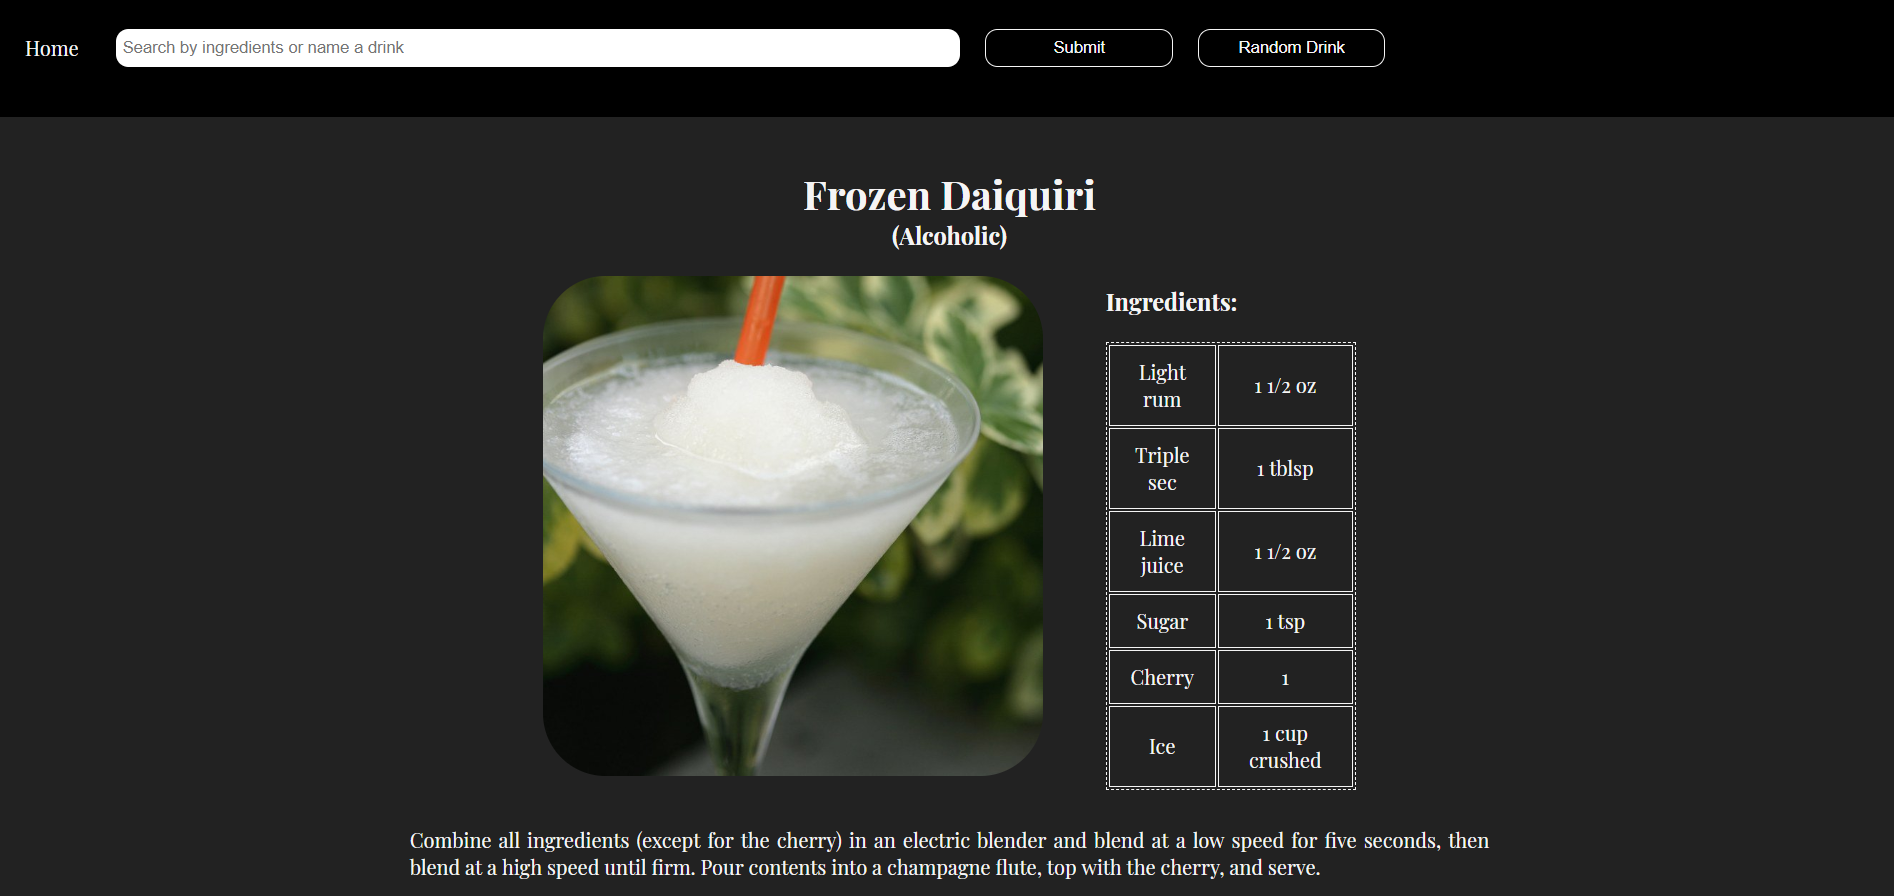 Home
Search by ingredients or name a drink
Submit
Random Drink
Frozen Daiquiri
(Alcoholic)
Ingredients:
Light
rum
1 1/2 oz
Triple
sec
1 tblsp
Lime
juice
1 1/2 oz
Sugar
1 tsp
Cherry
1
Ice
1 cup
crushed
Combine all ingredients (except for the cherry) in an electric blender and blend at a low speed for five seconds, then
blend at a high speed until firm. Pour contents into a champagne flute, top with the cherry, and serve.